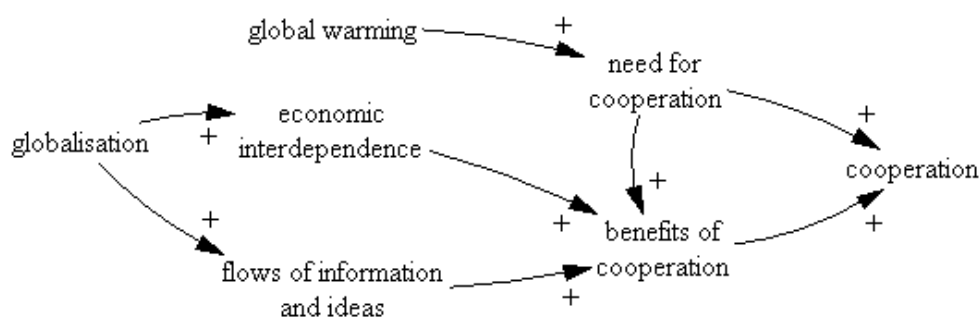 global warming
+
need for
cooperation
globalisation
+
economic
interdependence
+
cooperation
+
+
flows of information
and ideas
+
+
benefits of
cooperation
+